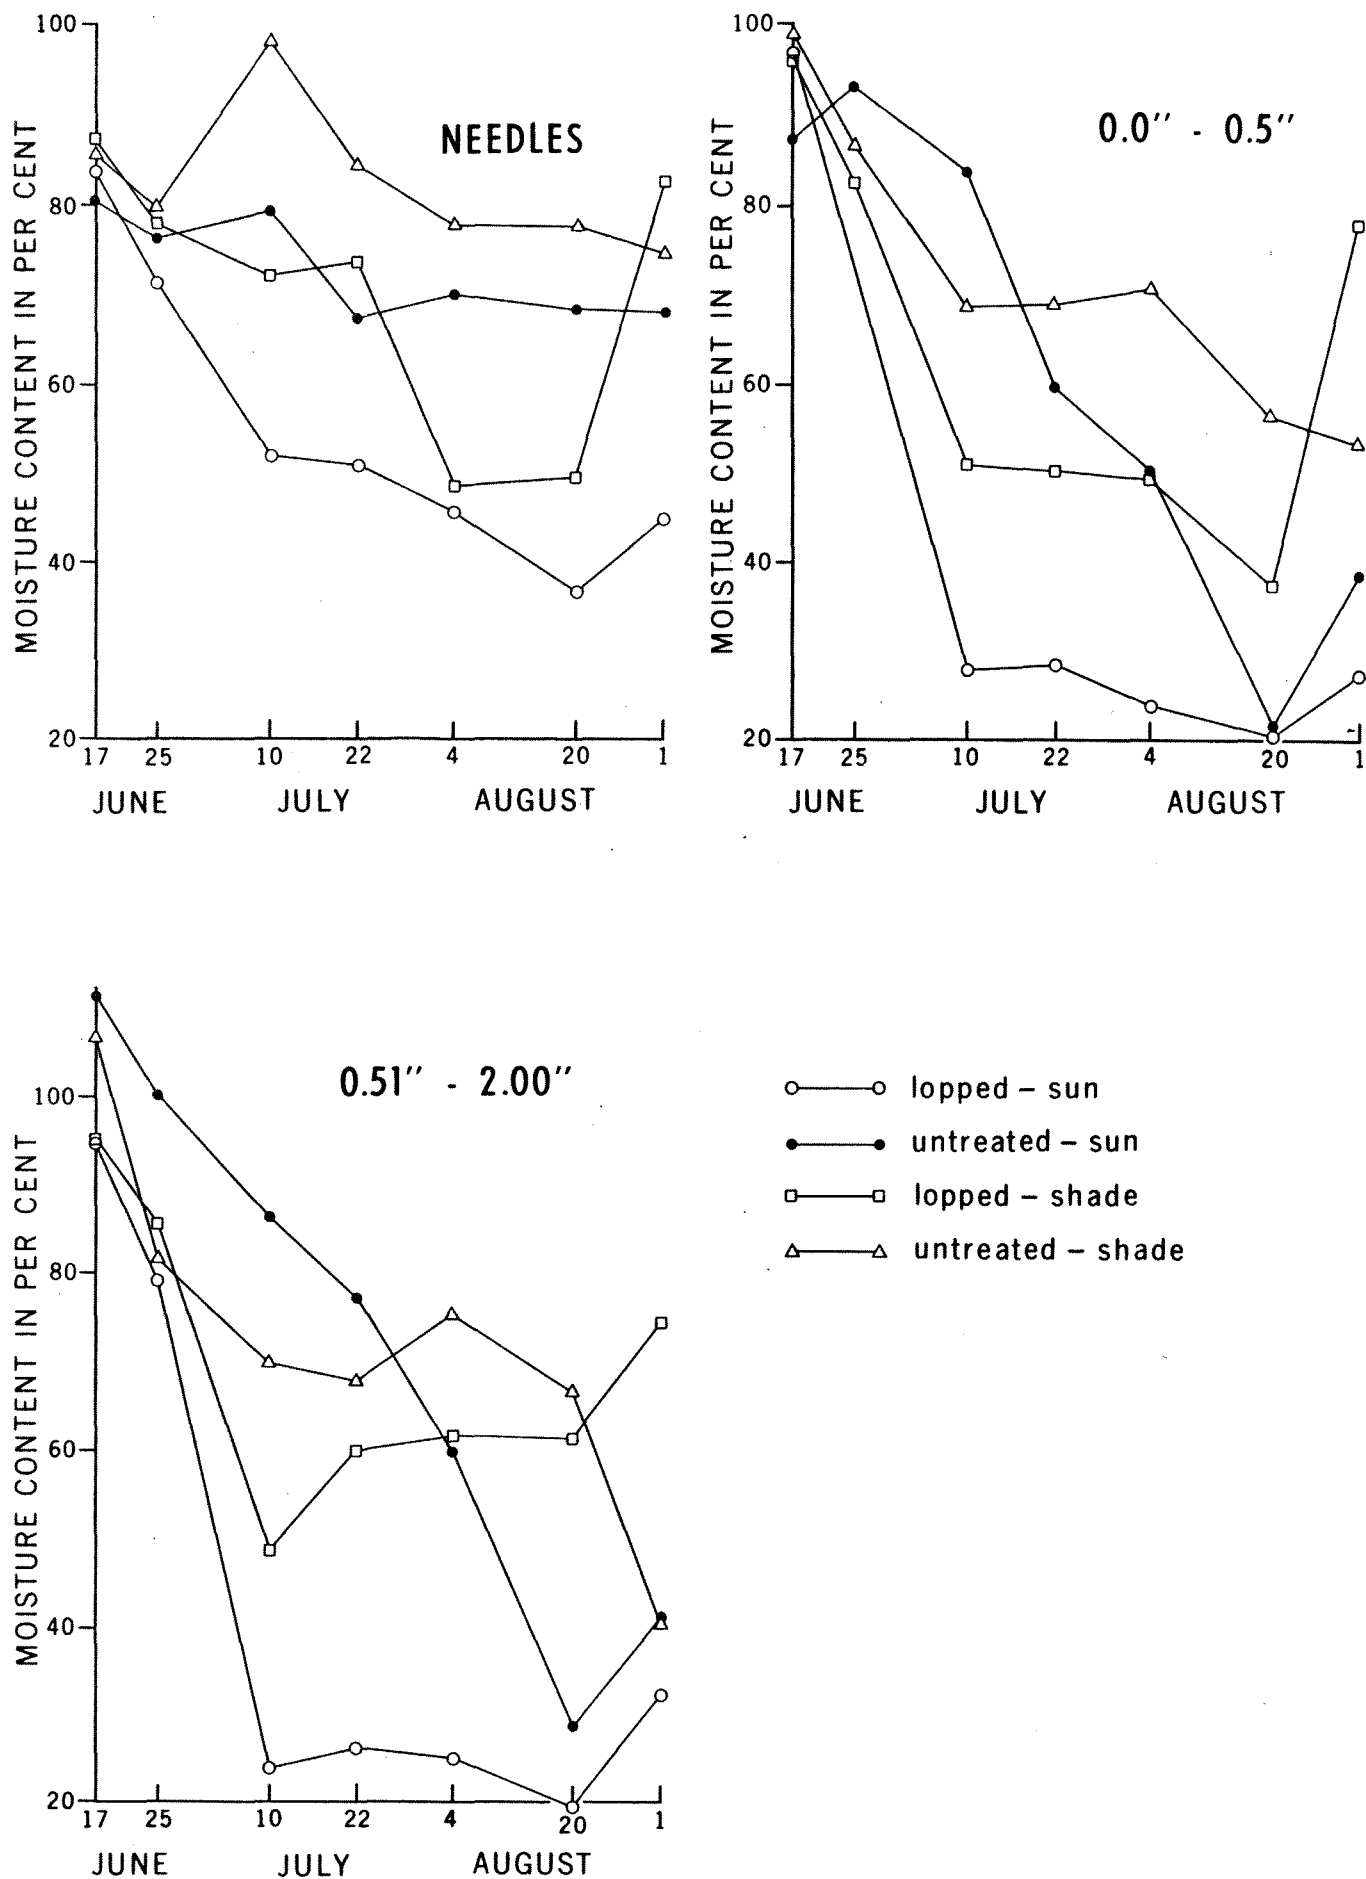 NEEDLES
MOISTURE CONTENT IN PER CENT
100
80
60
40
20
17 25 10 22 4 20 1
JUNE JULY AUGUST
0.0" - 0.5"
MOISTURE CONTENT IN PER CENT
100
80
60
40
20
17 25 10 22 4 20 1
JUNE JULY AUGUST
0.51" - 2.00"
MOISTURE CONTENT IN PER CENT
100
80
60
40
20
17 25 10 22 4 20 1
JUNE JULY AUGUST
lopped – sun
untreated – sun
lopped – shade
untreated – shade